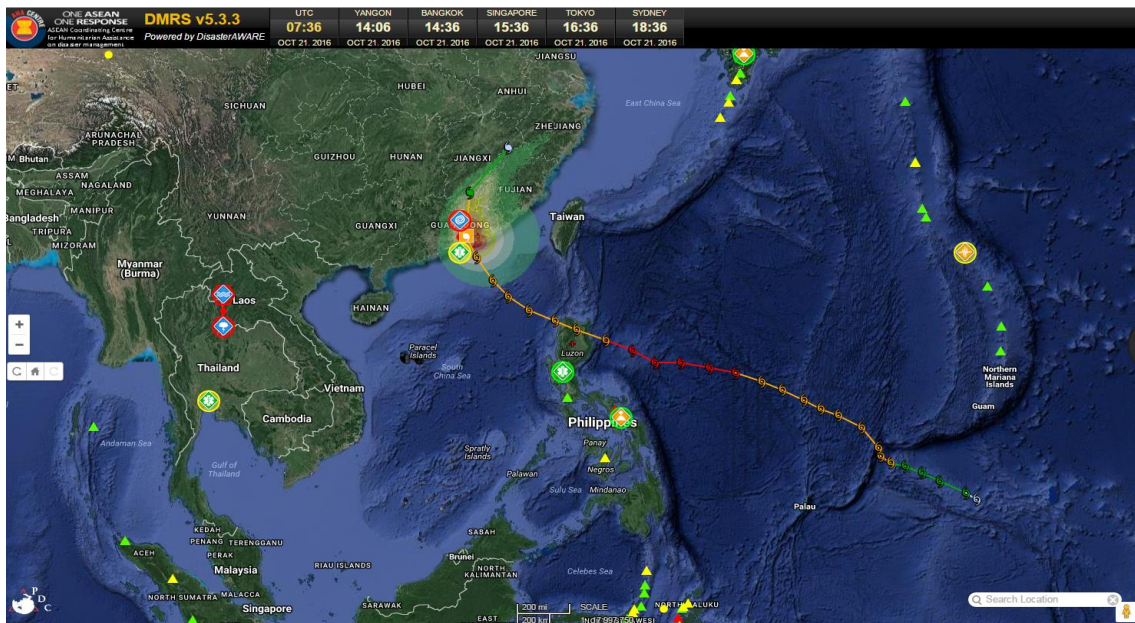 ONE ASEAN
ONE RESPONSE
ASEAN Coordinating Centre
for Humanitarian Assistance
on disaster management
DMRS v5.3.3
Powered by DisasterAWARE
UTC
07:36
OCT 21. 2016
YANGON
14:06
OCT 21. 2016
BANGKOK
14:36
OCT 21. 2016
SINGAPORE
15:36
OCT 21. 2016
TOKYO
16:36
OCT 21. 2016
SYDNEY
18:36
OCT 21. 2016
JIANGSU
HUBEI
ANHUI
SICHUAN
East China Sea
ZHEJIANG
ARUNACHAL
PRADESH
Bhutan
GUIZHOU
HUNAN
JIANGXI
ASSAM
NAGALAND
MEGHALAYA
FUJIAN
MANIPUR
Bangladesh
TRIPURA
MIZORAM
YUNNAN
GUANGXI
Taiwan
Myanmar
(Burma)
Laos
HAINAN
Paracel
Islands
Luzon
South
China Sea
Thailand
Vietnam
Northern
Mariana
Islands
Guam
Cambodia
Philippines
Andaman Sea
Panay
Spratly
Islands
Gulf of
Thailand
Negros
Palawan
Sulu Sea
Mindanao
Palau
KEDAH
PENANG
TERENGGANU
SABAH
ACEH
PERAK
Brunei
Malaysia
RIAU ISLANDS
NORTH
KALIMANTAN
Celebes Sea
NORTH SUMATRA
MALACCA
Singapore
SARAWAK
EAST
200 mi
200 km
SCALE
PDC
Search Location